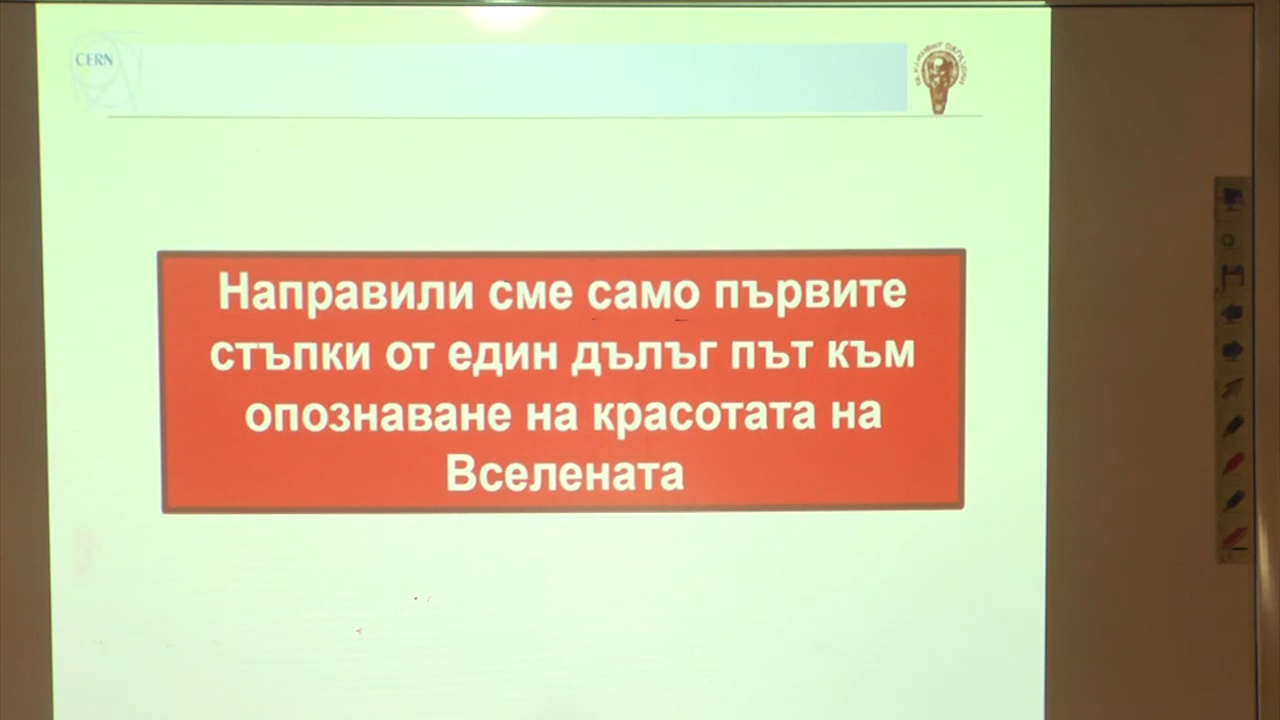 CERN
Направили сме само първите
стъпки от един дълъг път към
опознаване на красотата на
Вселената